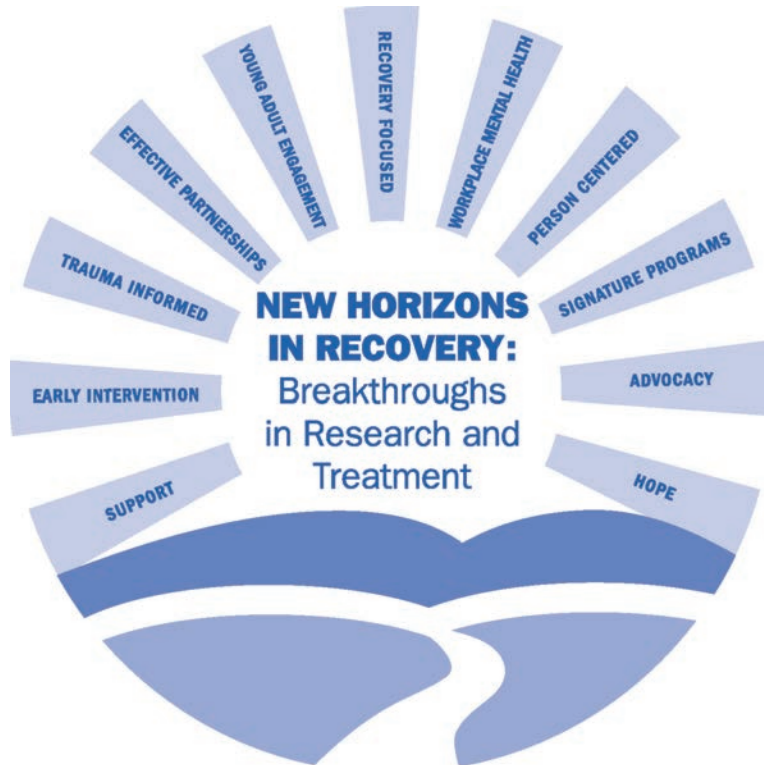 SUPPORT
EARLY INTERVENTION
TRAUMA INFORMED
EFFECTIVE PARTNERSHIPS
YOUNG ADULT ENGAGEMENT
RECOVERY FOCUSED
WORKPLACE MENTAL HEALTH
PERSON CENTERED
SIGNATURE PROGRAMS
ADVOCACY
HOPE
NEW HORIZONS
IN RECOVERY:
Breakthroughs
in Research and
Treatment